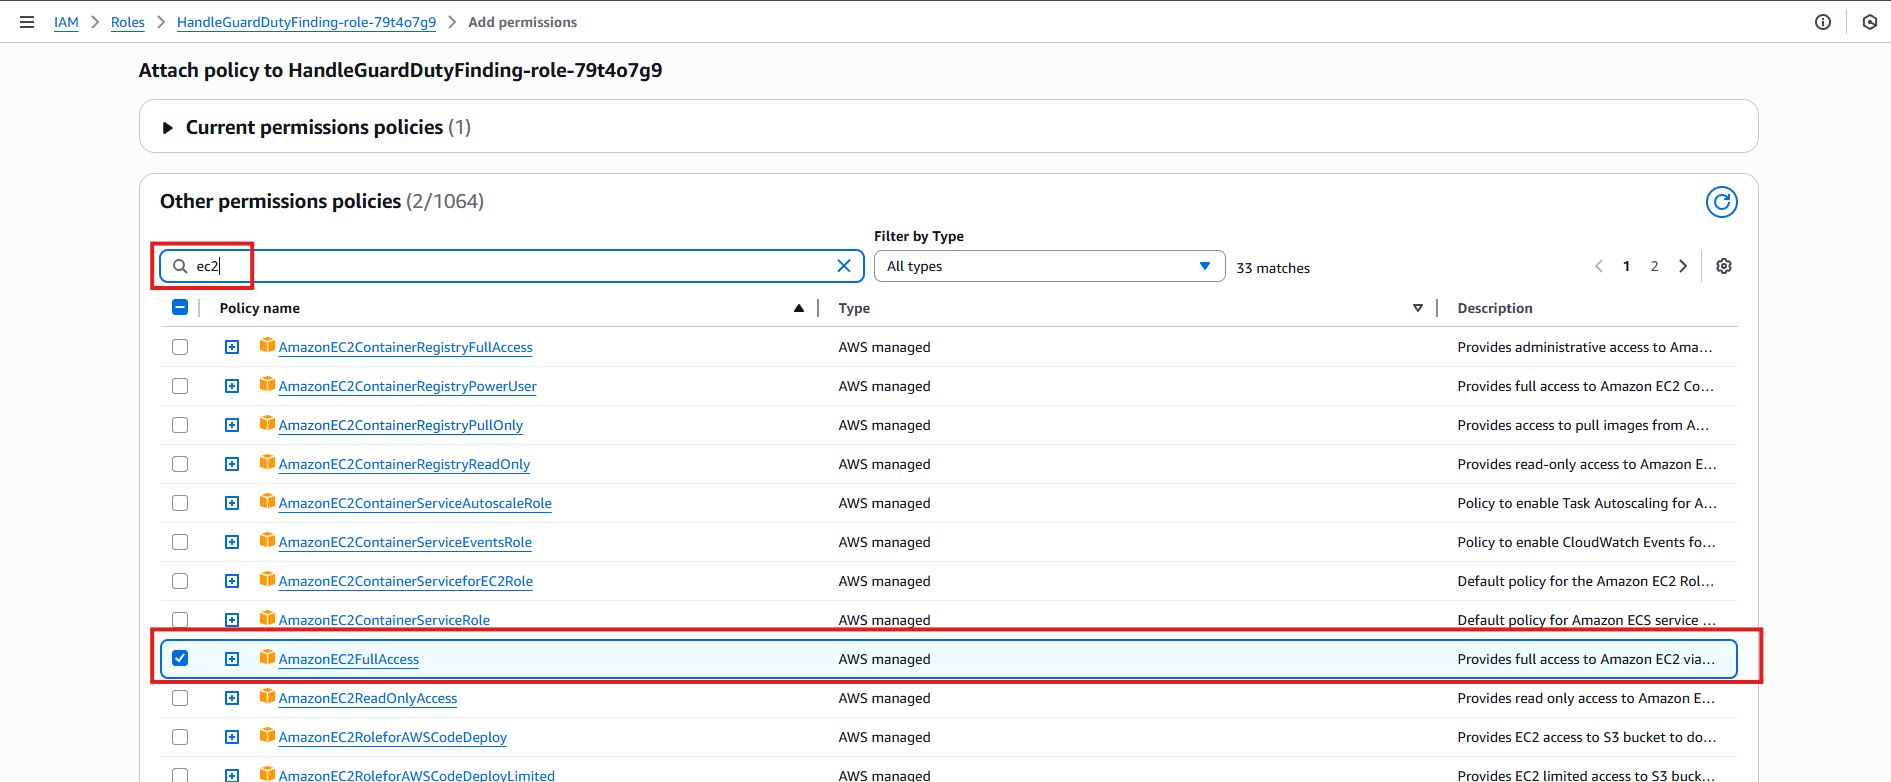 IAM > Roles > HandleGuardDutyFinding-role-79t4o7g9 > Add permissions
Attach policy to HandleGuardDutyFinding-role-79t4o7g9
Current permissions policies (1)
Other permissions policies (2/1064)
Filter by Type
ec2 All types 33 matches 1 2
Policy name Type Description
AmazonEC2ContainerRegistryFullAccess AWS managed Provides administrative access to Ama...
AmazonEC2ContainerRegistryPowerUser AWS managed Provides full access to Amazon EC2 Co...
AmazonEC2ContainerRegistryPullOnly AWS managed Provides access to pull images from A...
AmazonEC2ContainerRegistryReadOnly AWS managed Provides read-only access to Amazon E...
AmazonEC2ContainerServiceAutoscaleRole AWS managed Policy to enable Task Autoscaling for A...
AmazonEC2ContainerServiceEventsRole AWS managed Policy to enable CloudWatch Events fo...
AmazonEC2ContainerServiceforEC2Role AWS managed Default policy for the Amazon EC2 Rol...
AmazonEC2ContainerServiceRole AWS managed Default policy for Amazon ECS service ...
AmazonEC2FullAccess AWS managed Provides full access to Amazon EC2 via...
AmazonEC2ReadOnlyAccess AWS managed Provides read only access to Amazon E...
AmazonEC2RoleforAWSCodeDeploy AWS managed Provides EC2 access to S3 bucket to do...
AmazonEC2RoleforAWSCodeDeployLimited AWS managed Provides EC2 limited access to S3 buck...